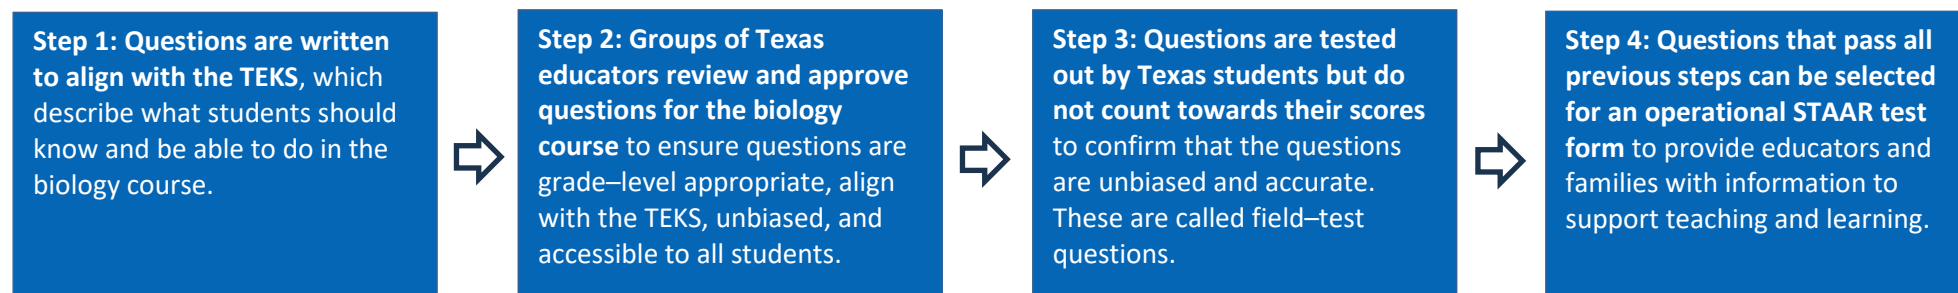 Step 1: Questions are written
to align with the TEKS, which
describe what students should
know and be able to do in the
biology course.
Step 2: Groups of Texas
educators review and approve
questions for the biology
course to ensure questions are
grade–level appropriate, align
with the TEKS, unbiased, and
accessible to all students.
Step 3: Questions are tested
out by Texas students but do
not count towards their scores
to confirm that the questions
are unbiased and accurate.
These are called field–test
questions.
Step 4: Questions that pass all
previous steps can be selected
for an operational STAAR test
form to provide educators and
families with information to
support teaching and learning.